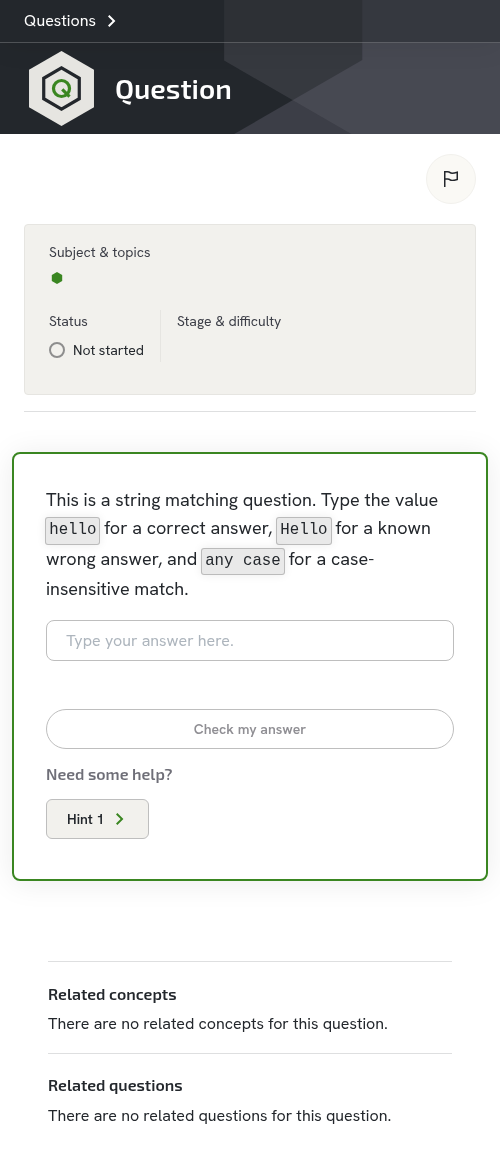 Questions
Question
Subject & topics
Status
Stage & difficulty
Not started
This is a string matching question. Type the value
hello for a correct answer, Hello for a known
wrong answer, and any case for a case-
insensitive match.
Type your answer here.
Check my answer
Need some help?
Hint 1
Related concepts
There are no related concepts for this question.
Related questions
There are no related questions for this question.